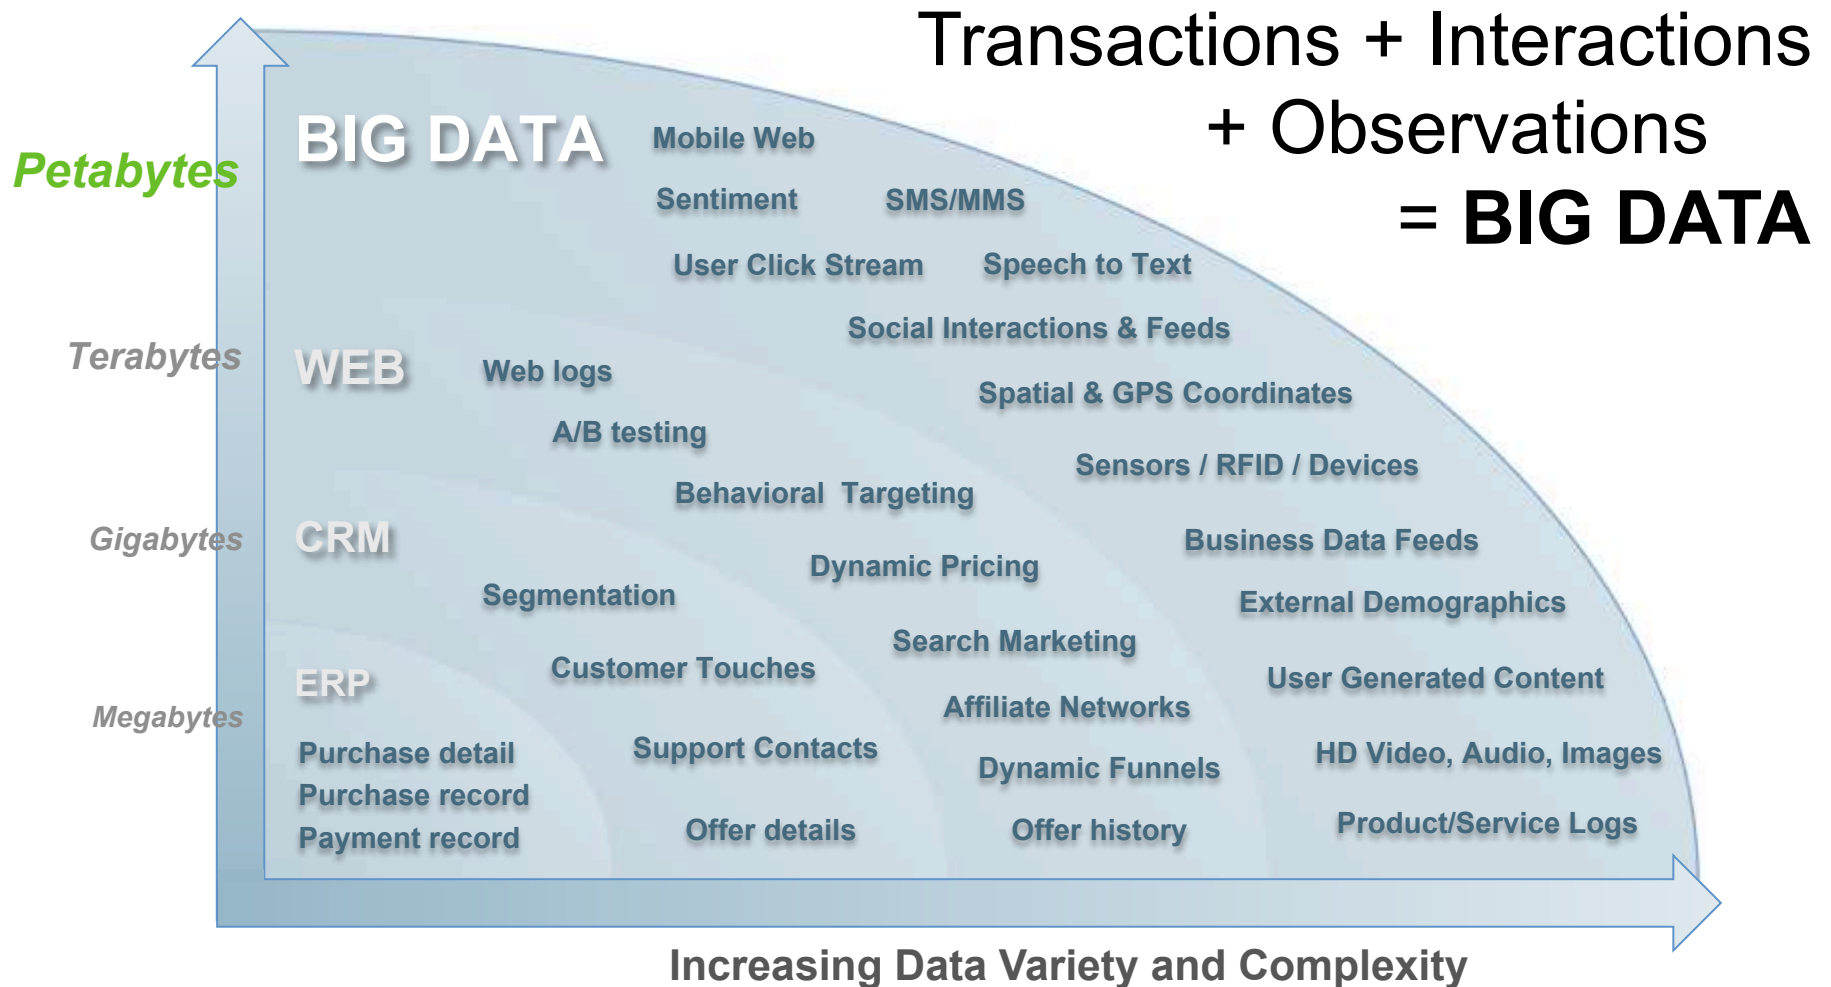 Transactions + Interactions
+ Observations
= BIG DATA
Petabytes
BIG DATA
Mobile Web
Sentiment
SMS/MMS
User Click Stream
Speech to Text
Social Interactions & Feeds
Terabytes
WEB
Web logs
Spatial & GPS Coordinates
A/B testing
Sensors / RFID / Devices
Behavioral Targeting
Gigabytes
CRM
Business Data Feeds
Dynamic Pricing
Segmentation
External Demographics
Search Marketing
Customer Touches
ERP
User Generated Content
Megabytes
Affiliate Networks
Purchase detail
Support Contacts
HD Video, Audio, Images
Dynamic Funnels
Purchase record
Payment record
Offer details
Offer history
Product/Service Logs
Increasing Data Variety and Complexity